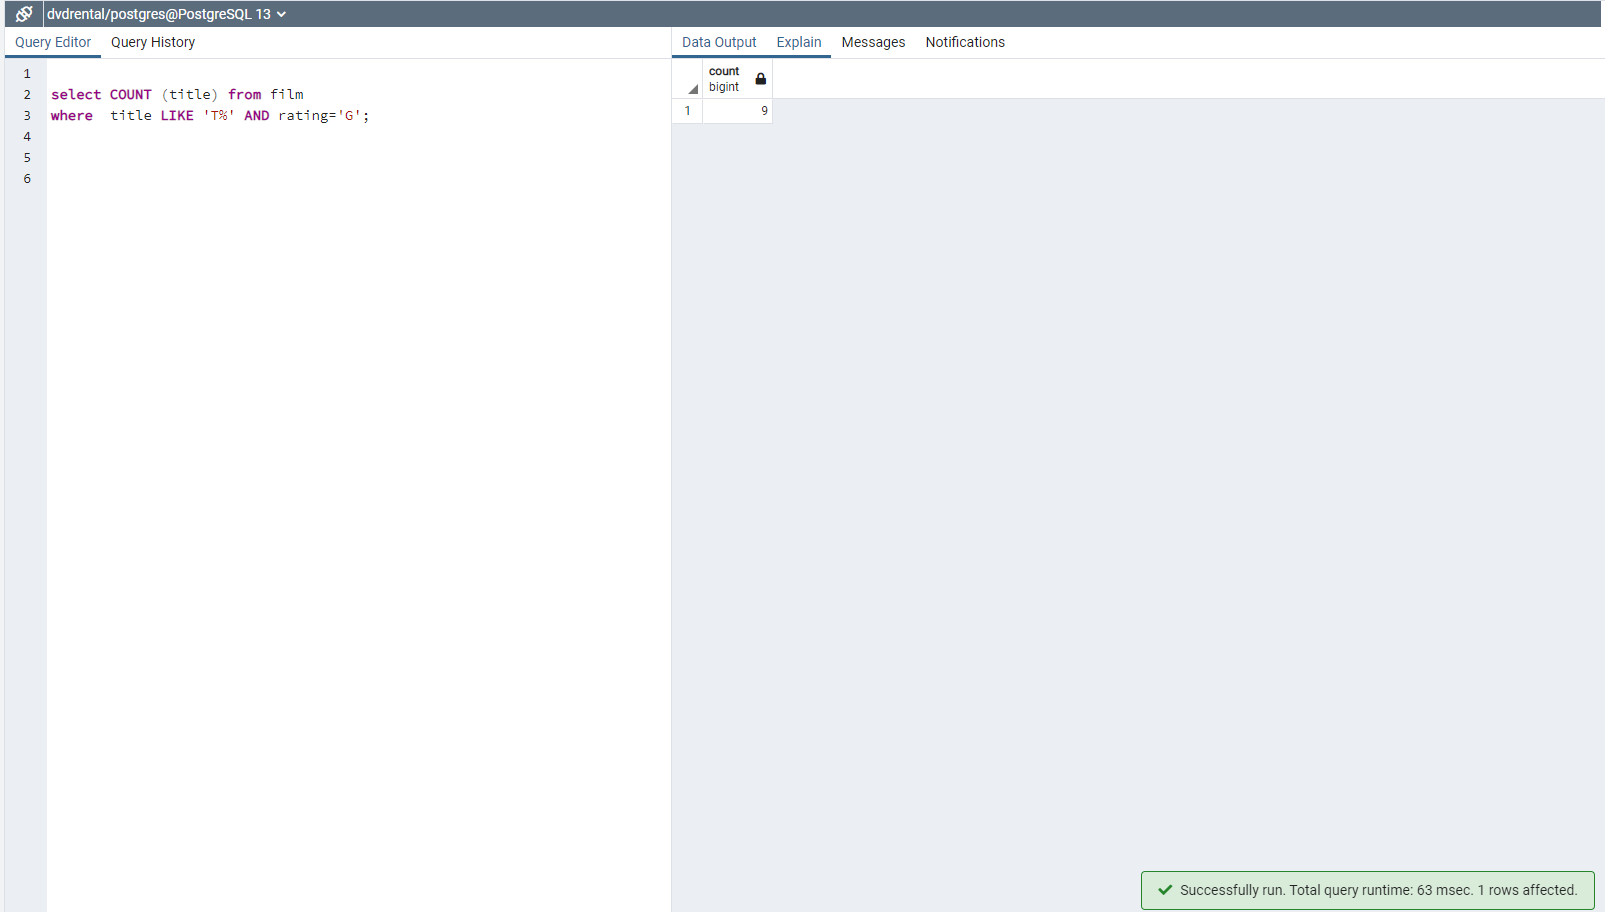 dvdrental/postgres@PostgreSQL 13
Query Editor Query History
1
2 select COUNT (title) from film
3 where  title LIKE 'T%' AND rating='G';
4
5
6
Data Output Explain Messages Notifications
count
bigint
1 9
Successfully run. Total query runtime: 63 msec. 1 rows affected.